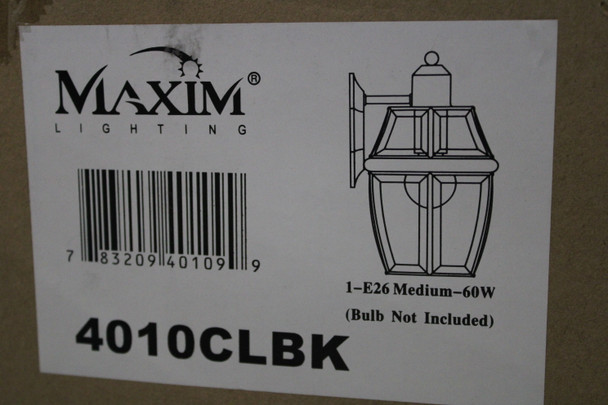 MAXIM®
LIGHTING
7 83209 40109 9
1-E26 Medium-60W
(Bulb Not Included)
4010CLBK